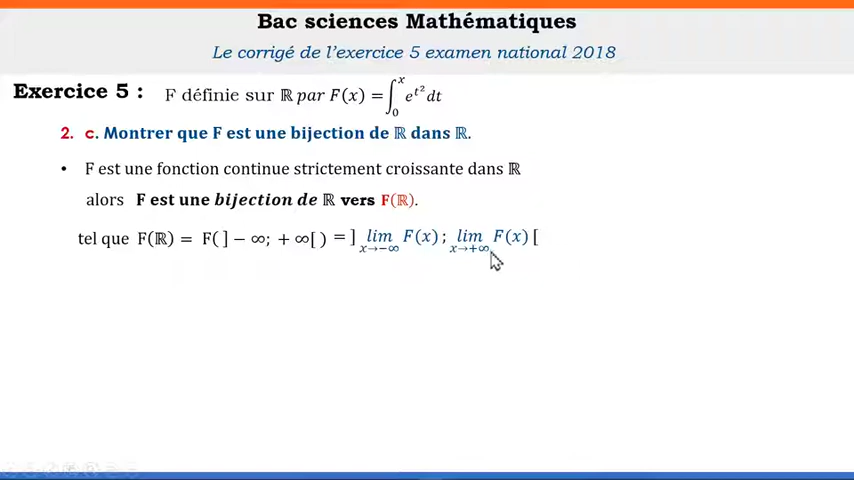 Bac sciences Mathématiques
Le corrigé de l'exercice 5 examen national 2018
Exercice 5 : F définie sur ℝ par F(x) = ∫₀ˣ e^{t²} dt
2. c. Montrer que F est une bijection de ℝ dans ℝ.
• F est une fonction continue strictement croissante dans ℝ
alors F est une bijection de ℝ vers F(ℝ).
tel que F(ℝ) = F(]−∞; +∞[) = ] lim_{x→−∞} F(x) ; lim_{x→+∞} F(x) [